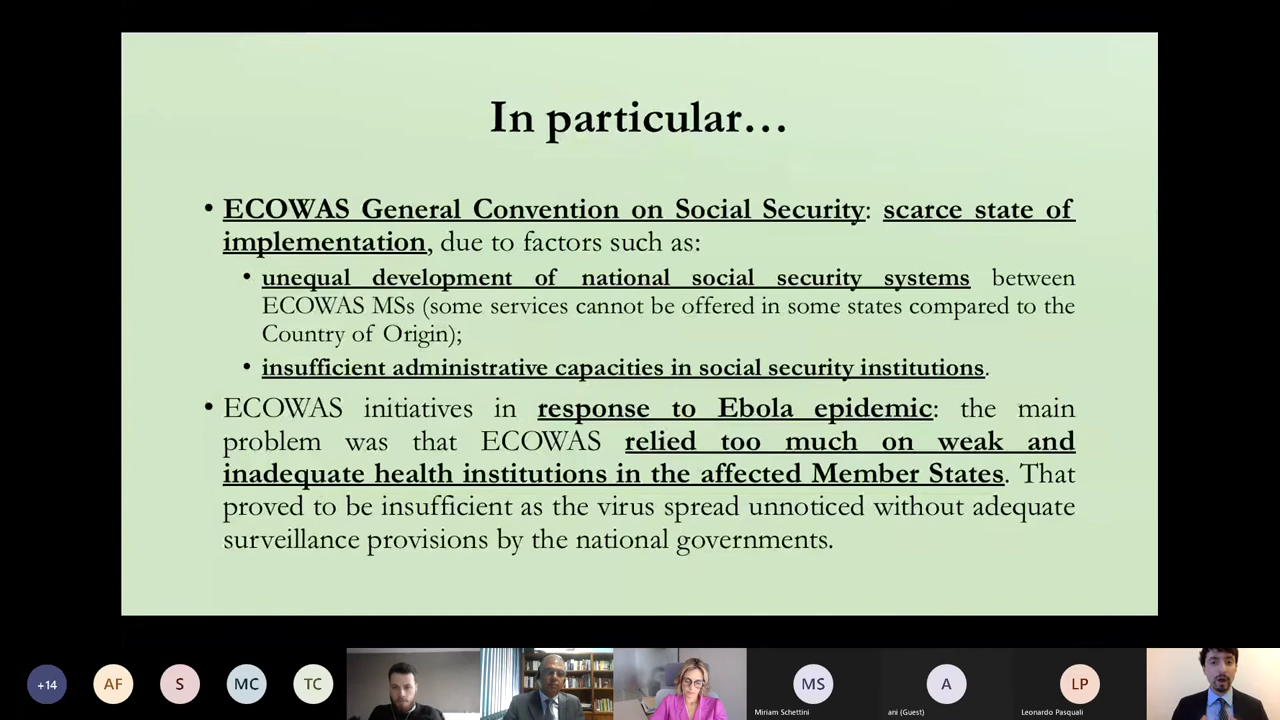 In particular…
• ECOWAS General Convention on Social Security: scarce state of
implementation, due to factors such as:
• unequal development of national social security systems between
ECOWAS MSs (some services cannot be offered in some states compared to the
Country of Origin);
• insufficient administrative capacities in social security institutions.
• ECOWAS initiatives in response to Ebola epidemic: the main
problem was that ECOWAS relied too much on weak and
inadequate health institutions in the affected Member States. That
proved to be insufficient as the virus spread unnoticed without adequate
surveillance provisions by the national governments.
+14
AF
S
MC
TC
MS
A
LP
Miriam Schettini
ani (Guest)
Leonardo Pasquali